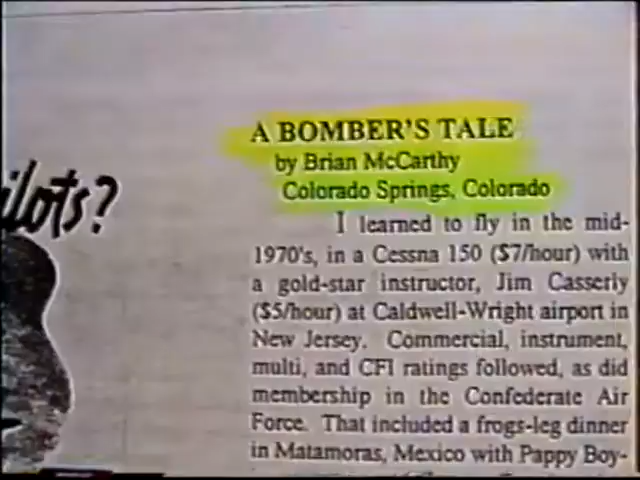 ilots?
A BOMBER'S TALE
by Brian McCarthy
Colorado Springs, Colorado
I learned to fly in the mid-
1970's, in a Cessna 150 ($7/hour) with
a gold-star instructor, Jim Casserly
($5/hour) at Caldwell-Wright airport in
New Jersey. Commercial, instrument,
multi, and CFI ratings followed, as did
membership in the Confederate Air
Force. That included a frogs-leg dinner
in Matamoras, Mexico with Pappy Boy-